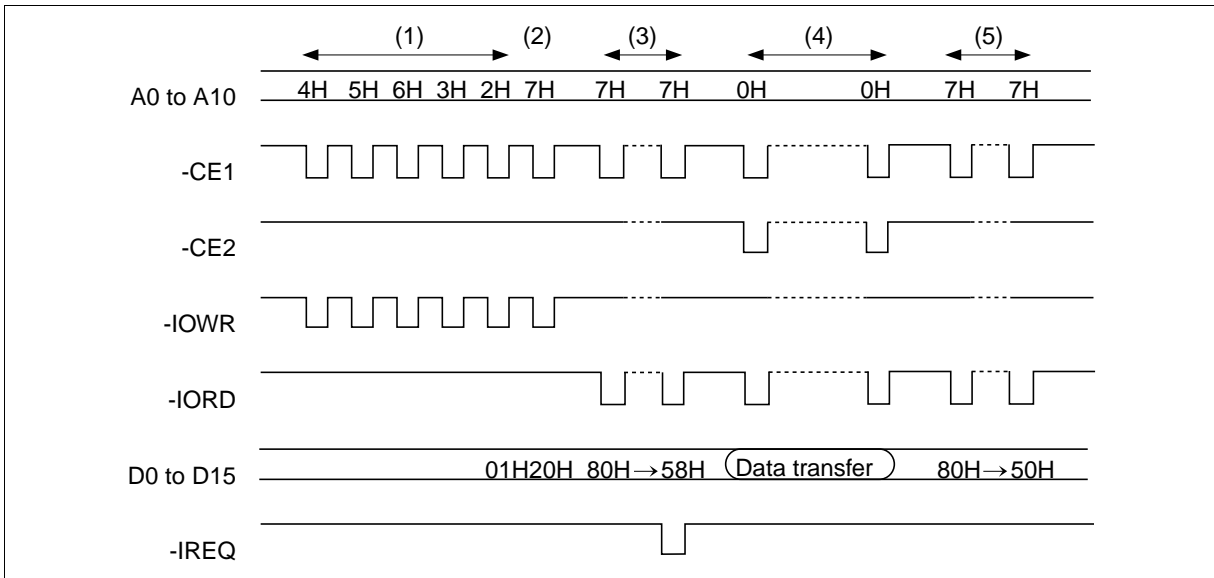 (1) (2) (3) (4) (5)
A0 to A10 4H 5H 6H 3H 2H 7H 7H 7H 0H 0H 7H 7H
-CE1
-CE2
-IOWR
-IORD
D0 to D15 01H20H 80H→58H Data transfer 80H→50H
-IREQ